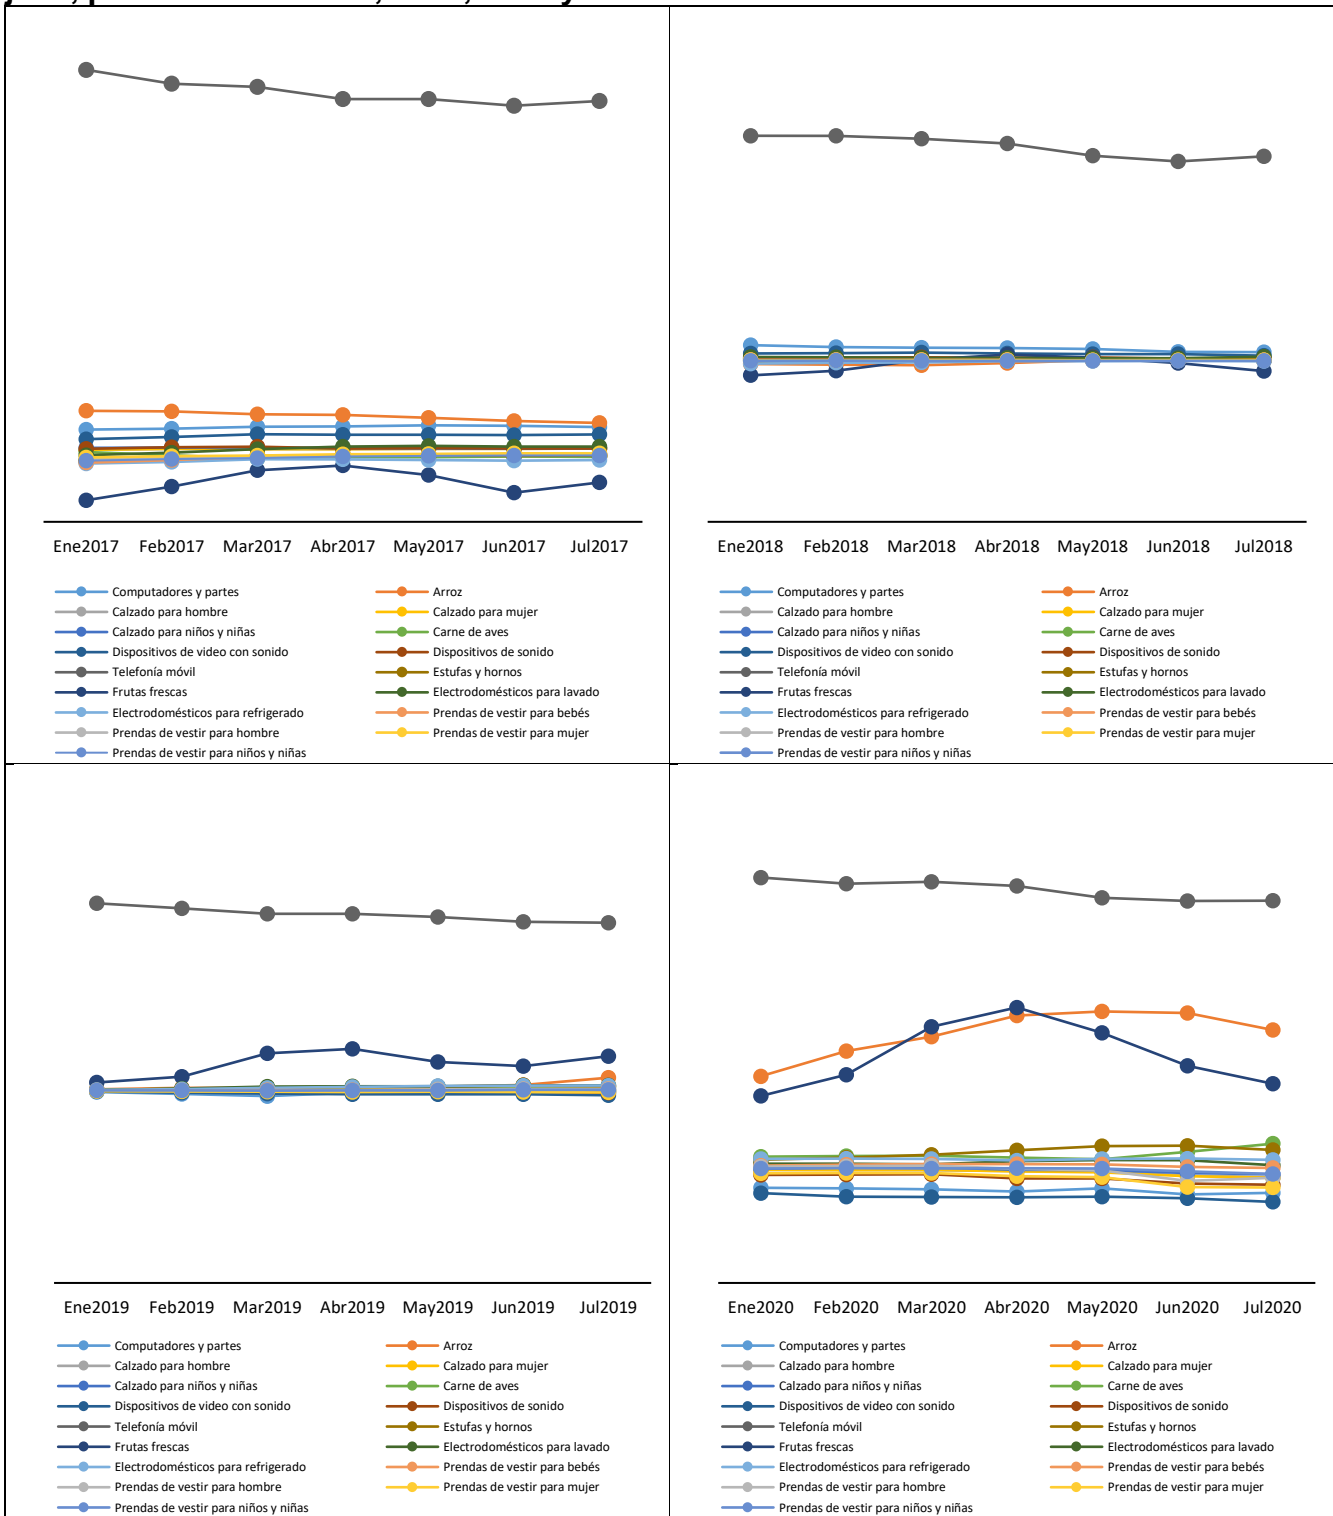 Ene2017 Feb2017 Mar2017 Abr2017 May2017 Jun2017 Jul2017
Computadores y partes Arroz
Calzado para hombre Calzado para mujer
Calzado para niños y niñas Carne de aves
Dispositivos de video con sonido Dispositivos de sonido
Telefonía móvil Estufas y hornos
Frutas frescas Electrodomésticos para lavado
Electrodomésticos para refrigerado Prendas de vestir para bebés
Prendas de vestir para hombre Prendas de vestir para mujer
Prendas de vestir para niños y niñas
Ene2018 Feb2018 Mar2018 Abr2018 May2018 Jun2018 Jul2018
Computadores y partes Arroz
Calzado para hombre Calzado para mujer
Calzado para niños y niñas Carne de aves
Dispositivos de video con sonido Dispositivos de sonido
Telefonía móvil Estufas y hornos
Frutas frescas Electrodomésticos para lavado
Electrodomésticos para refrigerado Prendas de vestir para bebés
Prendas de vestir para hombre Prendas de vestir para mujer
Prendas de vestir para niños y niñas
Ene2019 Feb2019 Mar2019 Abr2019 May2019 Jun2019 Jul2019
Computadores y partes Arroz
Calzado para hombre Calzado para mujer
Calzado para niños y niñas Carne de aves
Dispositivos de video con sonido Dispositivos de sonido
Telefonía móvil Estufas y hornos
Frutas frescas Electrodomésticos para lavado
Electrodomésticos para refrigerado Prendas de vestir para bebés
Prendas de vestir para hombre Prendas de vestir para mujer
Prendas de vestir para niños y niñas
Ene2020 Feb2020 Mar2020 Abr2020 May2020 Jun2020 Jul2020
Computadores y partes Arroz
Calzado para hombre Calzado para mujer
Calzado para niños y niñas Carne de aves
Dispositivos de video con sonido Dispositivos de sonido
Telefonía móvil Estufas y hornos
Frutas frescas Electrodomésticos para lavado
Electrodomésticos para refrigerado Prendas de vestir para bebés
Prendas de vestir para hombre Prendas de vestir para mujer
Prendas de vestir para niños y niñas